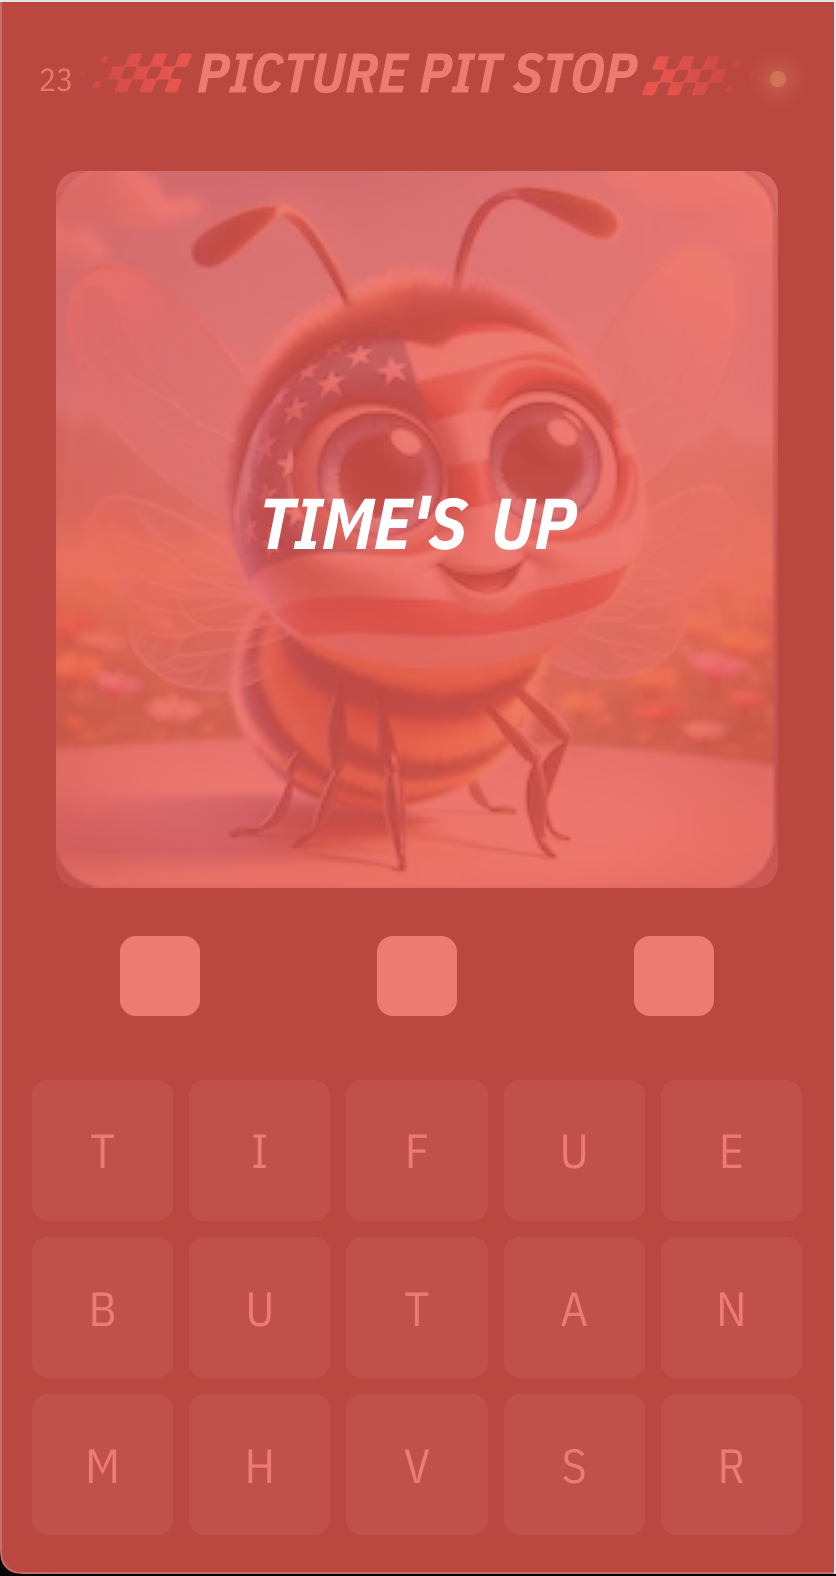 23 PICTURE PIT STOP
TIME'S UP
T I F U E
B U T A N
M H V S R